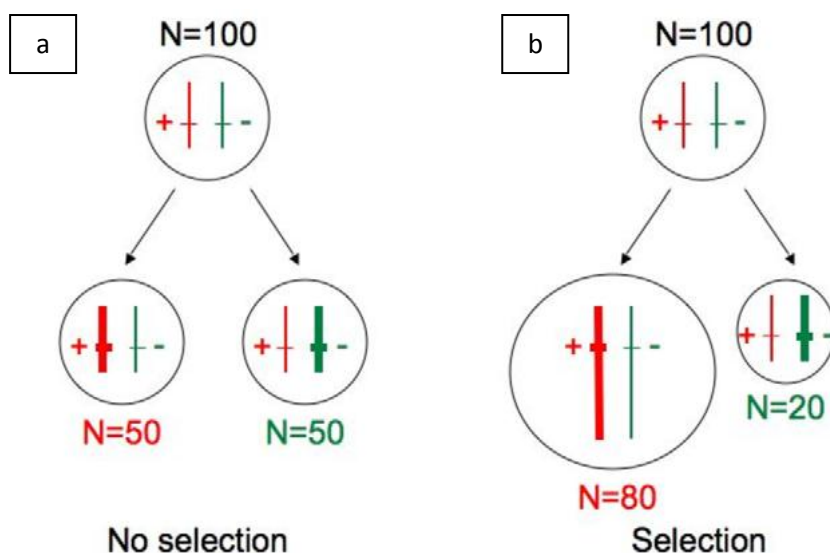 a
N=100
+ -
+ - + -
N=50 N=50
No selection
b
N=100
+ -
+ - + -
N=80
N=20
Selection